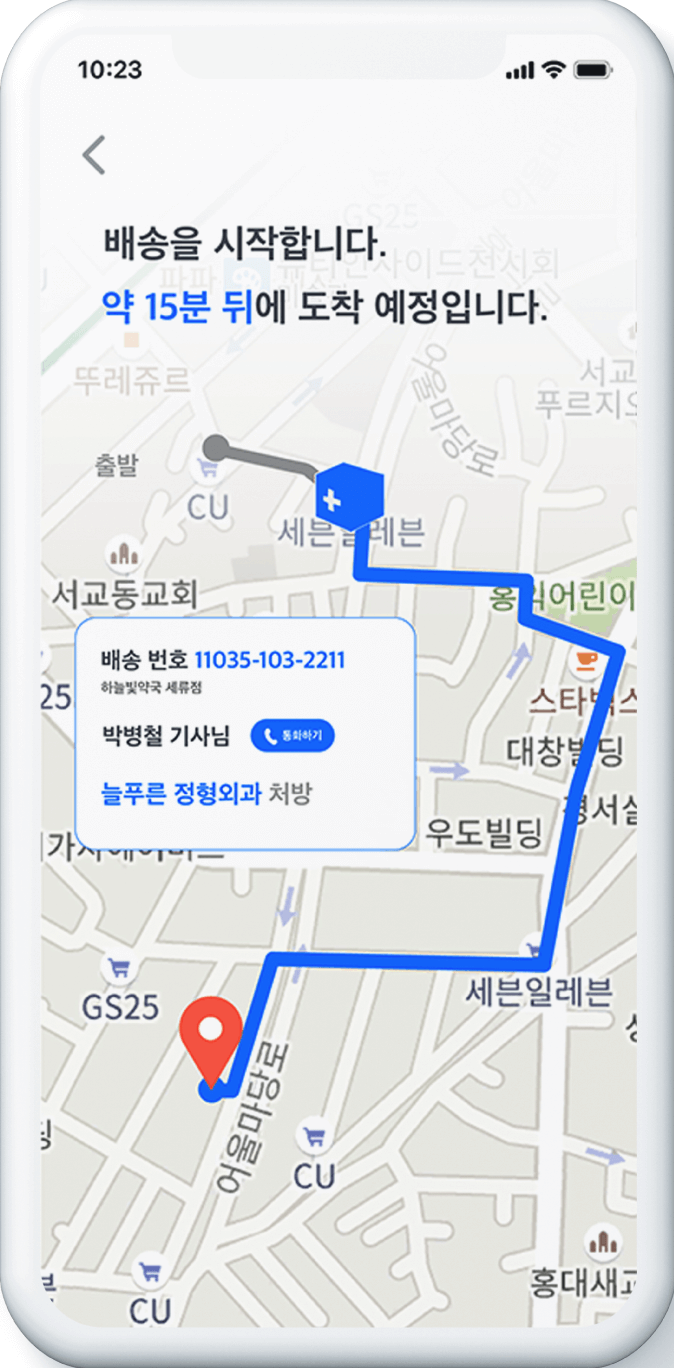 10:23
GS25
배송을 시작합니다.
약 15분 뒤에 도착 예정입니다.
뚜레쥬르
어울마당로
서교
푸르지오
출발
CU
세븐일레븐
서교동교회
홍익어린이
배송 번호 11035-103-2211
하늘빛약국 세류점
25
스타벅스
박병철 기사님
통화하기
대창빌딩
늘푸른 정형외과 처방
우도빌딩
세븐일레븐
GS25
어울마당로
CU
홍대새교
CU